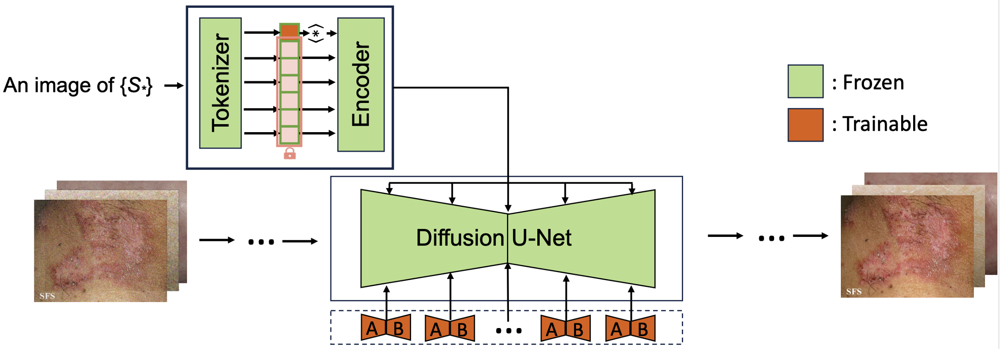 An image of {S*}
Tokenizer
⟨*⟩
Encoder
: Frozen
: Trainable
Diffusion U-Net
SFS
SFS
A B
A B
...
A B
A B